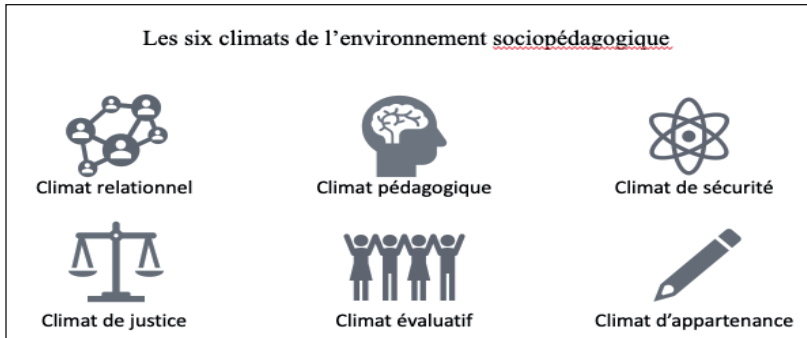 Les six climats de l’environnement sociopédagogique
Climat relationnel
Climat pédagogique
Climat de sécurité
Climat de justice
Climat évaluatif
Climat d’appartenance